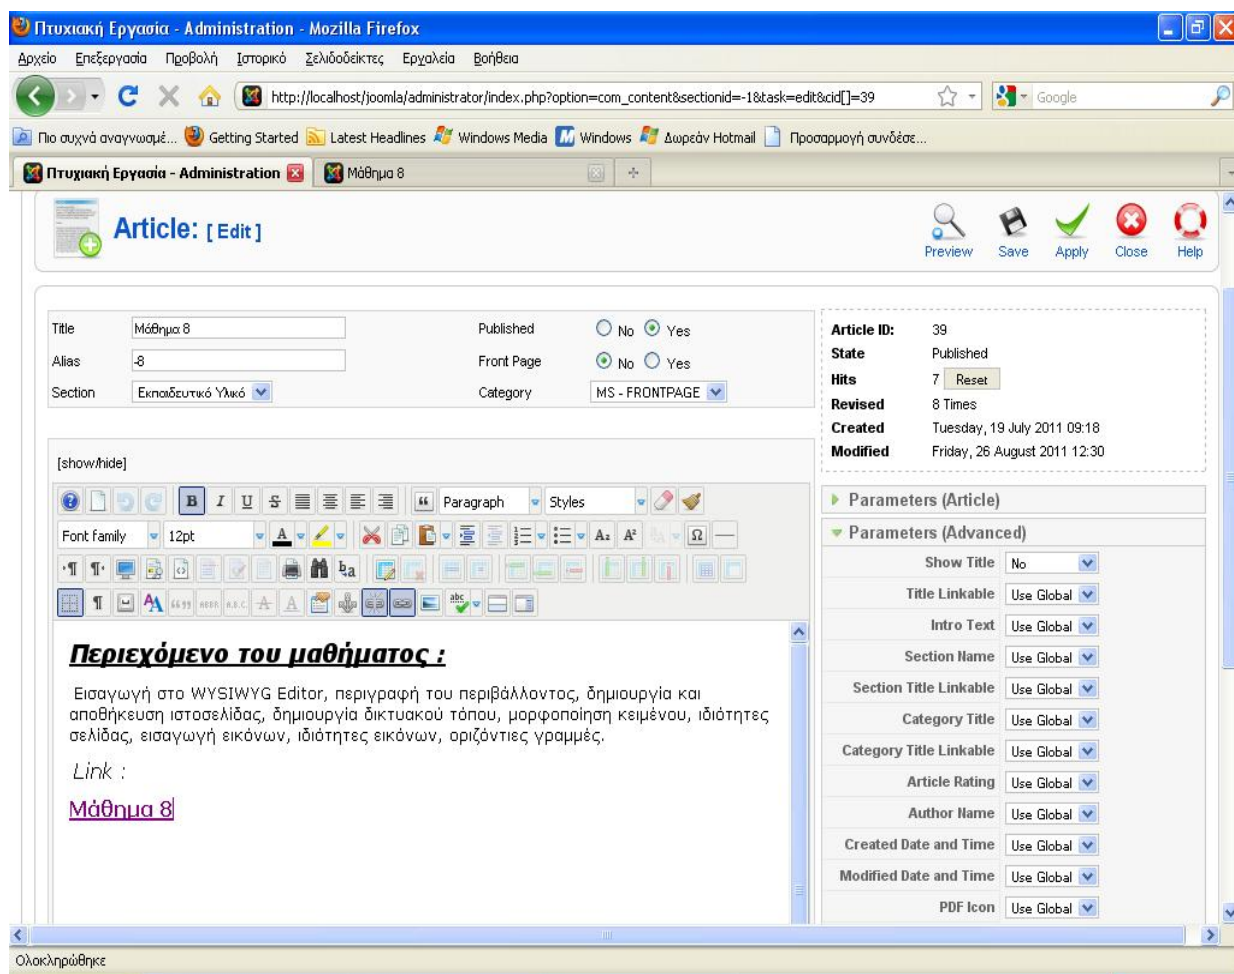 Πτυχιακή Εργασία - Administration - Mozilla Firefox
Αρχείο Επεξεργασία Προβολή Ιστορικό Σελιδοδείκτες Εργαλεία Βοήθεια
http://localhost/joomla/administrator/index.php?option=com_content&sectionid=-1&task=edit&cid[]=39
Google
Πιο συχνά αναγνωσμέ... Getting Started Latest Headlines Windows Media Windows Δωρεάν Hotmail Προσαρμογή συνδέσε...
Πτυχιακή Εργασία - Administration Μάθημα 8
Article: [ Edit ]
Preview Save Apply Close Help
Title Μάθημα 8 Published No Yes
Alias -8 Front Page No Yes
Section Εκπαιδευτικό Υλικό Category MS - FRONTPAGE
Article ID: 39
State Published
Hits 7 Reset
Revised 8 Times
Created Tuesday, 19 July 2011 09:18
Modified Friday, 26 August 2011 12:30
[show/hide]
B I U S Paragraph Styles
Font family 12pt
Περιεχόμενο του μαθήματος :
Εισαγωγή στο WYSIWYG Editor, περιγραφή του περιβάλλοντος, δημιουργία και
αποθήκευση ιστοσελίδας, δημιουργία δικτυακού τόπου, μορφοποίηση κειμένου, ιδιότητες
σελίδας, εισαγωγή εικόνων, ιδιότητες εικόνων, οριζόντιες γραμμές.
Link :
Μάθημα 8
Parameters (Article)
Parameters (Advanced)
Show Title No
Title Linkable Use Global
Intro Text Use Global
Section Name Use Global
Section Title Linkable Use Global
Category Title Use Global
Category Title Linkable Use Global
Article Rating Use Global
Author Name Use Global
Created Date and Time Use Global
Modified Date and Time Use Global
PDF Icon Use Global
Ολοκληρώθηκε